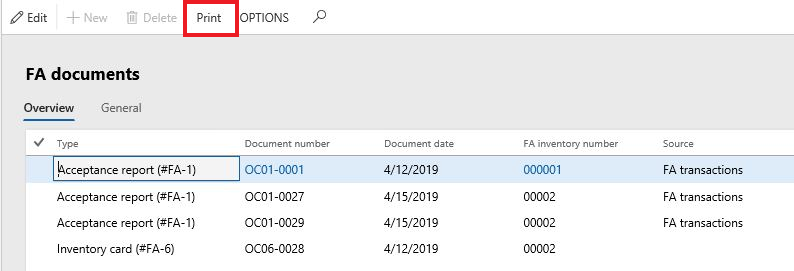 Edit New Delete Print OPTIONS
FA documents
Overview General
Type Document number Document date FA inventory number Source
Acceptance report (#FA-1) OC01-0001 4/12/2019 000001 FA transactions
Acceptance report (#FA-1) OC01-0027 4/15/2019 00002 FA transactions
Acceptance report (#FA-1) OC01-0029 4/15/2019 00002 FA transactions
Inventory card (#FA-6) OC06-0028 4/12/2019 00002